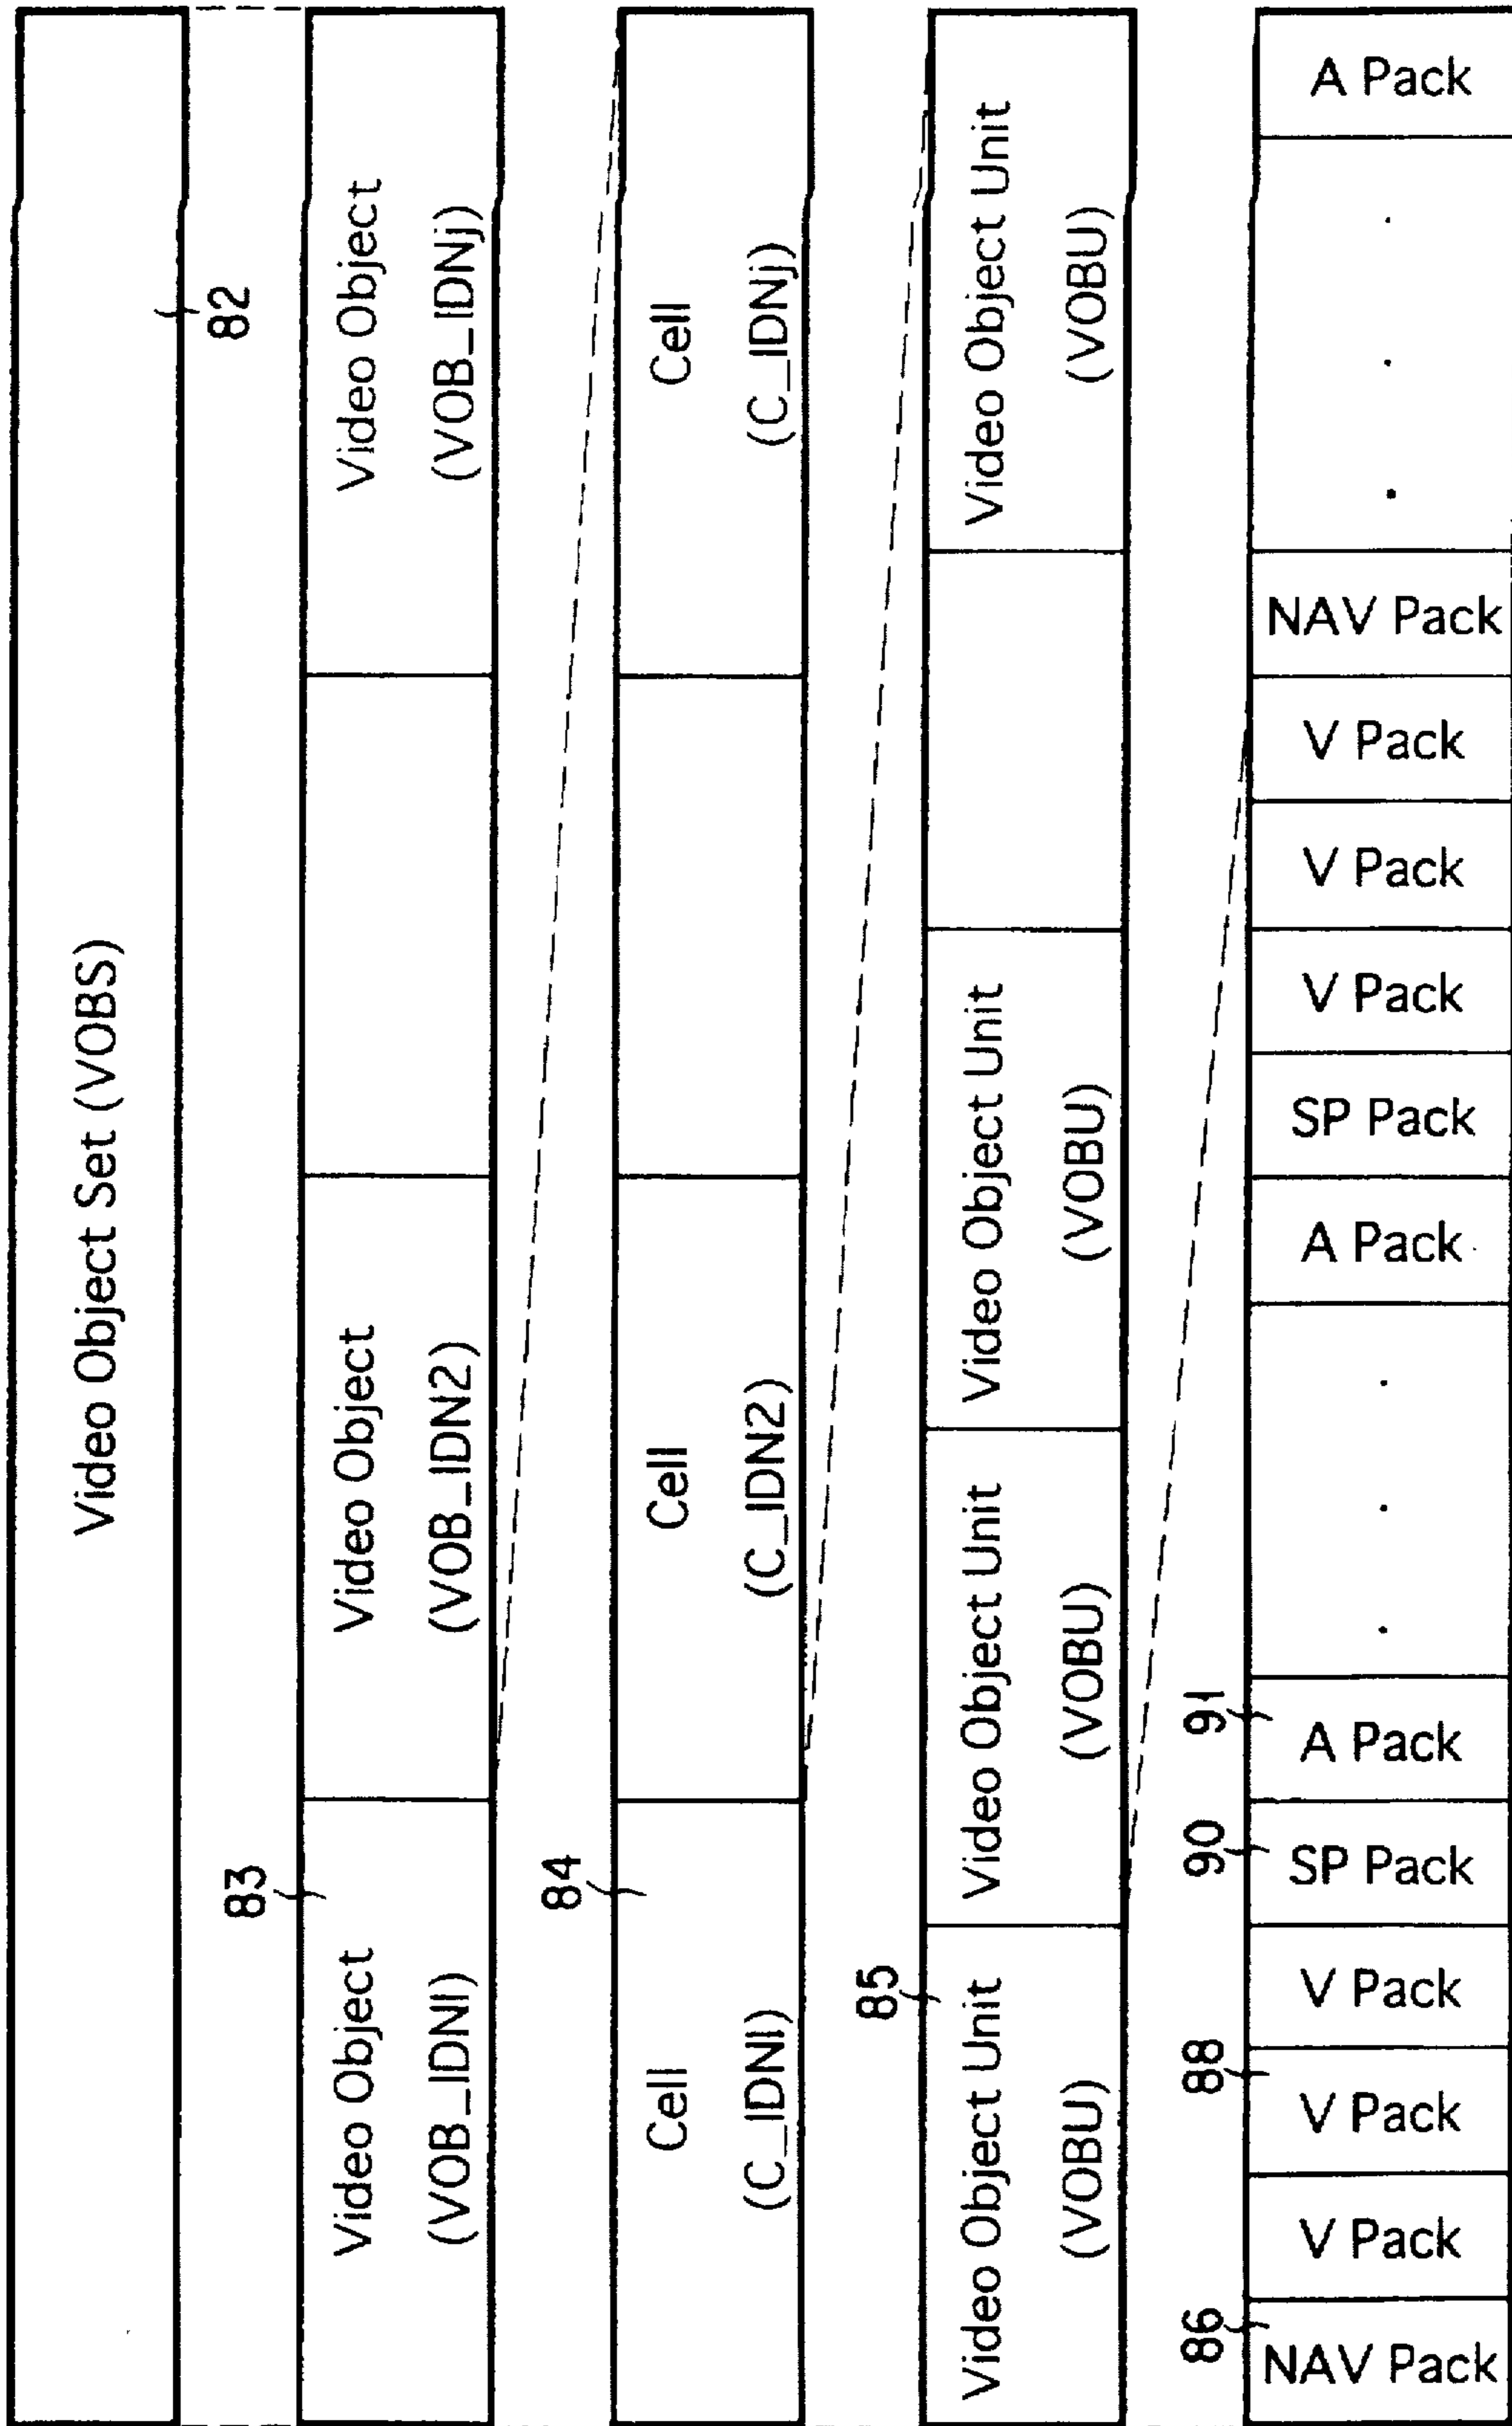 Video Object Set (VOBS)
82
83
Video Object
(VOB_IDN1)
Video Object
(VOB_IDN2)
Video Object
(VOB_IDNj)
84
Cell
(C_IDN1)
Cell
(C_IDN2)
Cell
(C_IDNj)
85
Video Object Unit
(VOBU)
Video Object Unit
(VOBU)
Video Object Unit
(VOBU)
Video Object Unit
(VOBU)
86
88
90
91
NAV Pack
V Pack
V Pack
V Pack
SP Pack
A Pack
. . .
A Pack
SP Pack
V Pack
V Pack
V Pack
NAV Pack
. . .
A Pack